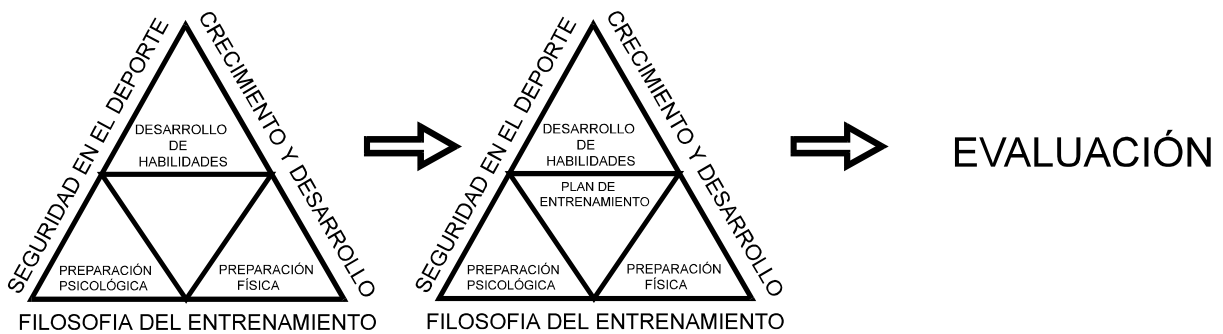 SEGURIDAD EN EL DEPORTE
CRECIMIENTO Y DESARROLLO
DESARROLLO
DE
HABILIDADES
PREPARACIÓN
PSICOLÓGICA
PREPARACIÓN
FÍSICA
FILOSOFIA DEL ENTRENAMIENTO
SEGURIDAD EN EL DEPORTE
CRECIMIENTO Y DESARROLLO
DESARROLLO
DE
HABILIDADES
PLAN DE
ENTRENAMIENTO
PREPARACIÓN
PSICOLÓGICA
PREPARACIÓN
FÍSICA
FILOSOFIA DEL ENTRENAMIENTO
EVALUACIÓN